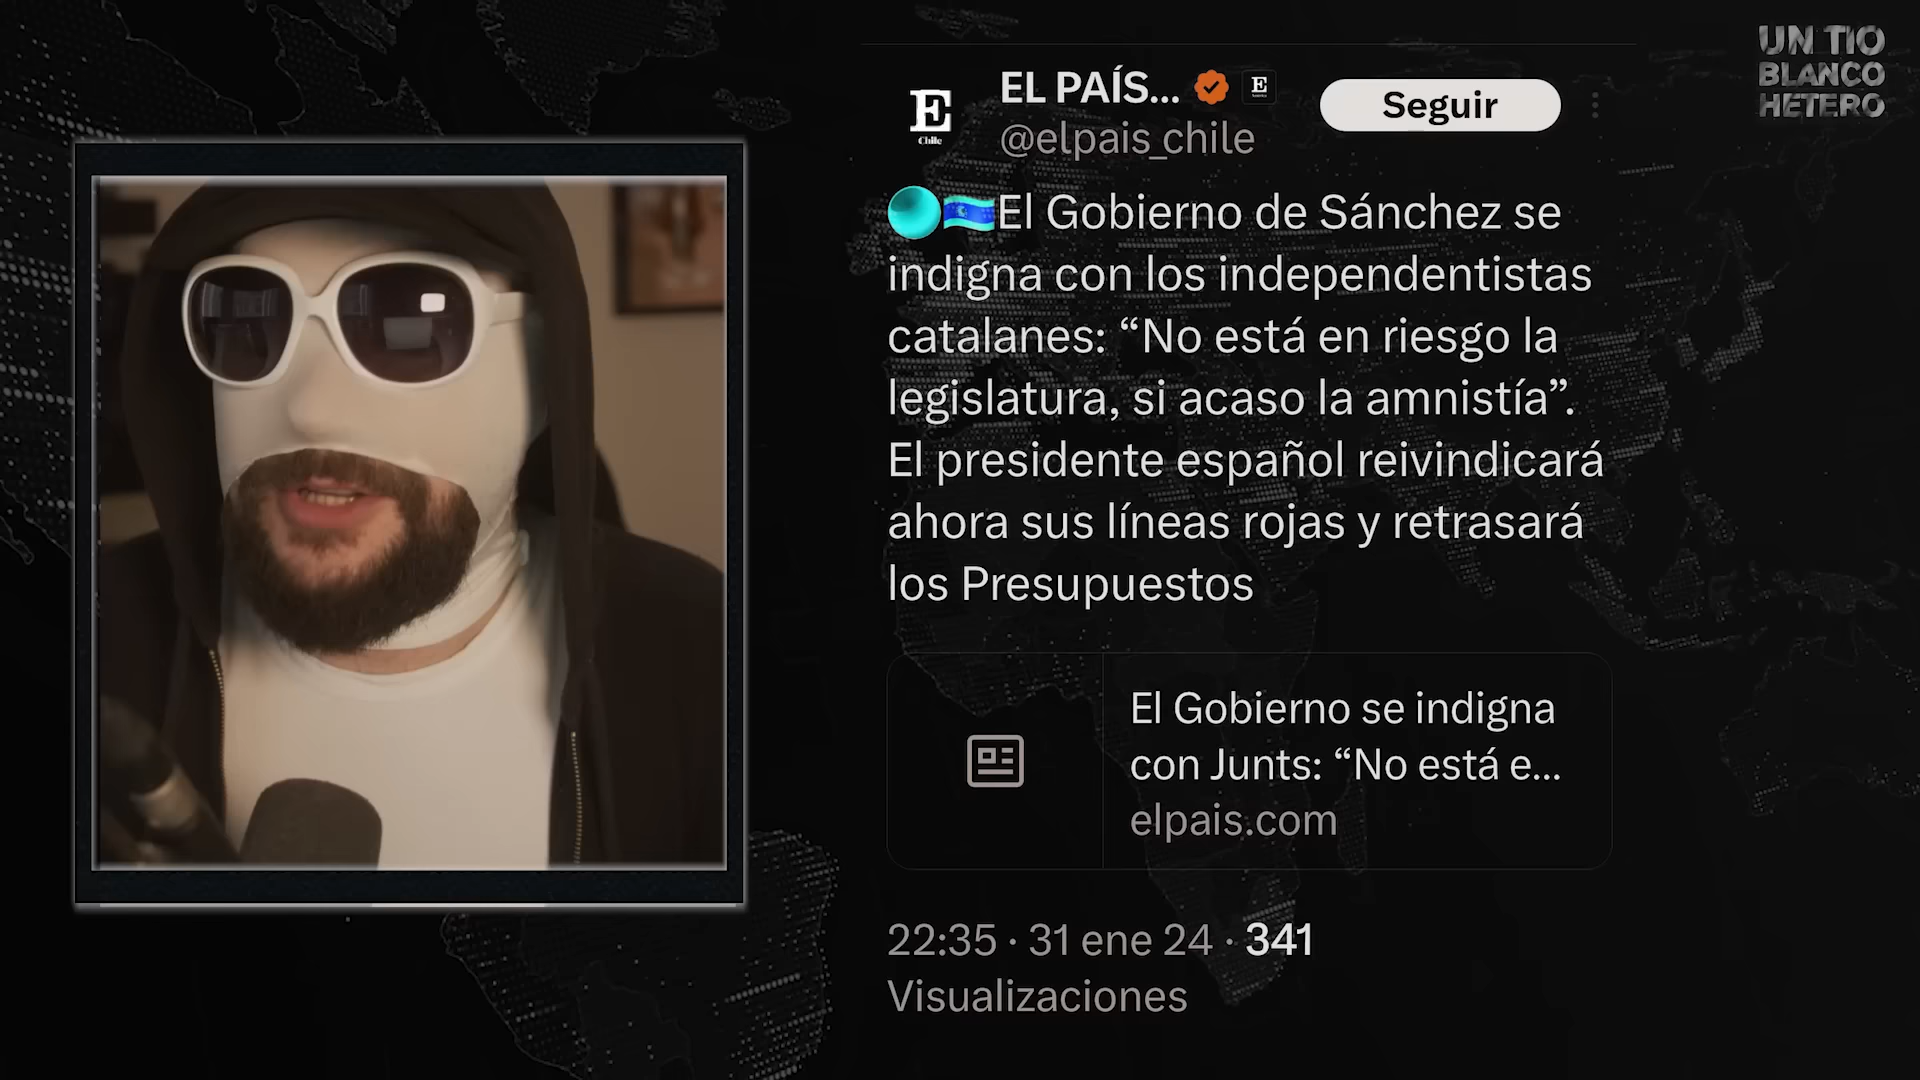 UN TIO
BLANCO
HETERO
EL PAÍS...
E
Seguir
E
Chile
@elpais_chile
El Gobierno de Sánchez se
indigna con los independentistas
catalanes: “No está en riesgo la
legislatura, si acaso la amnistía”.
El presidente español reivindicará
ahora sus líneas rojas y retrasará
los Presupuestos
El Gobierno se indigna
con Junts: “No está e...
elpais.com
22:35 · 31 ene 24 · 341
Visualizaciones